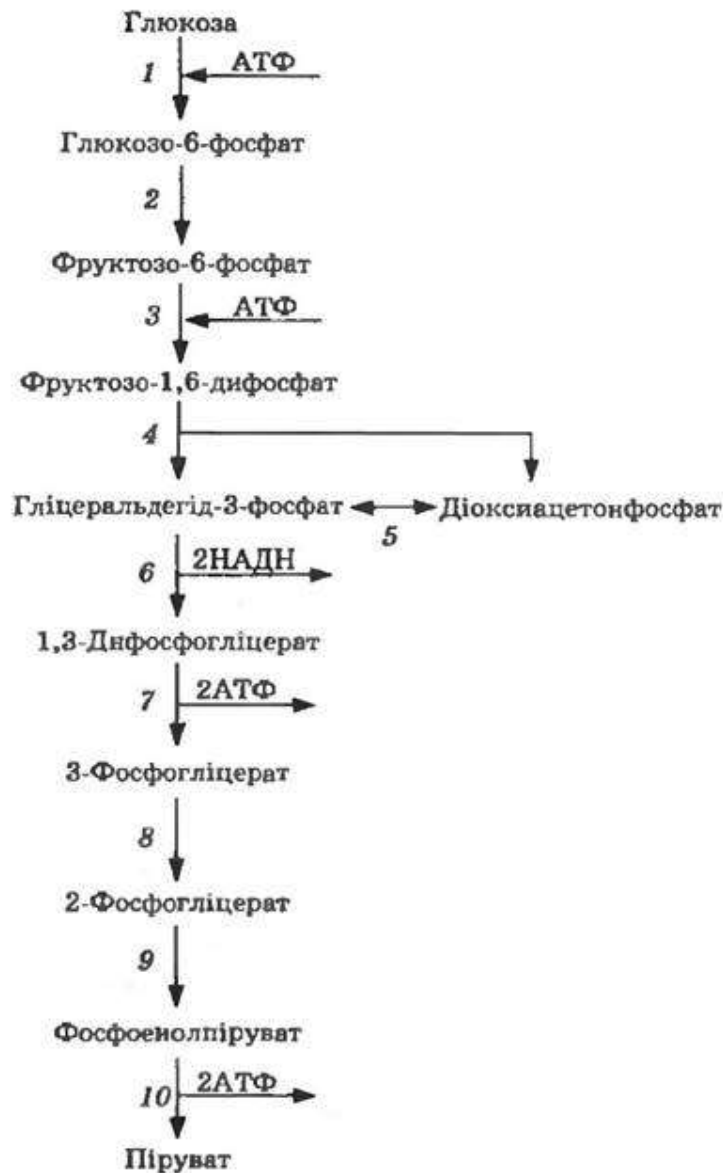 Глюкоза
1 АТФ
Глюкозо-6-фосфат
2
Фруктозо-6-фосфат
3 АТФ
Фруктозо-1,6-дифосфат
4
Гліцеральдегід-3-фосфат Діоксиацетонфосфат
5
6 2НАДН
1,3-Днфосфогліцерат
7 2АТФ
3-Фосфогліцерат
8
2-Фосфогліцерат
9
Фосфоенолпіруват
10 2АТФ
Піруват